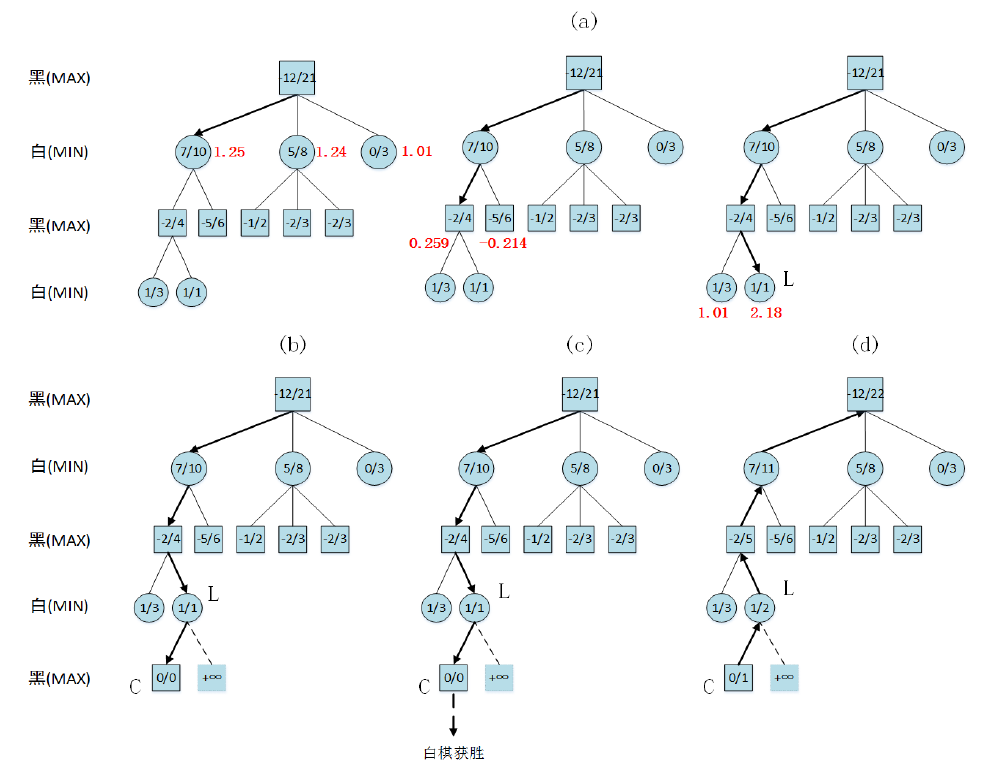 (a)
黑(MAX) -12/21 -12/21 -12/21
白(MIN) 7/10 1.25 5/8 1.24 0/3 1.01 7/10 5/8 0/3 7/10 5/8 0/3
黑(MAX) -2/4 -5/6 -1/2 -2/3 -2/3 -2/4 -5/6 -1/2 -2/3 -2/3 -2/4 -5/6 -1/2 -2/3 -2/3
0.259 -0.214
白(MIN) 1/3 1/1 1/3 1/1 1/3 1/1 L
1.01 2.18
(b) (c) (d)
黑(MAX) -12/21 -12/21 -12/22
白(MIN) 7/10 5/8 0/3 7/10 5/8 0/3 7/11 5/8 0/3
黑(MAX) -2/4 -5/6 -1/2 -2/3 -2/3 -2/4 -5/6 -1/2 -2/3 -2/3 -2/5 -5/6 -1/2 -2/3 -2/3
白(MIN) 1/3 1/1 L 1/3 1/1 L 1/3 1/2 L
黑(MAX) C 0/0 +∞ C 0/0 +∞ C 0/1 +∞
白棋获胜